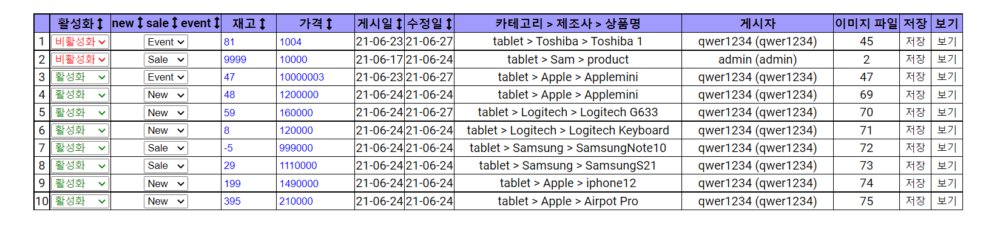 활성화 new sale event 재고 가격 게시일 수정일 카테고리 > 제조사 > 상품명 게시자 이미지 파일 저장 보기
1 비활성화 Event 81 1004 21-06-23 21-06-27 tablet > Toshiba > Toshiba 1 qwer1234 (qwer1234) 45 저장 보기
2 비활성화 Sale 9999 10000 21-06-17 21-06-24 tablet > Sam > product admin (admin) 2 저장 보기
3 활성화 Event 47 10000003 21-06-23 21-06-27 tablet > Apple > Applemini qwer1234 (qwer1234) 47 저장 보기
4 활성화 New 48 1200000 21-06-24 21-06-24 tablet > Apple > Applemini qwer1234 (qwer1234) 69 저장 보기
5 활성화 New 59 160000 21-06-24 21-06-27 tablet > Logitech > Logitech G633 qwer1234 (qwer1234) 70 저장 보기
6 활성화 New 8 120000 21-06-24 21-06-24 tablet > Logitech > Logitech Keyboard qwer1234 (qwer1234) 71 저장 보기
7 활성화 Sale -5 999000 21-06-24 21-06-24 tablet > Samsung > SamsungNote10 qwer1234 (qwer1234) 72 저장 보기
8 활성화 Sale 29 1110000 21-06-24 21-06-24 tablet > Samsung > SamsungS21 qwer1234 (qwer1234) 73 저장 보기
9 활성화 New 199 1490000 21-06-24 21-06-24 tablet > Apple > iphone12 qwer1234 (qwer1234) 74 저장 보기
10 활성화 New 395 210000 21-06-24 21-06-24 tablet > Apple > Airpot Pro qwer1234 (qwer1234) 75 저장 보기